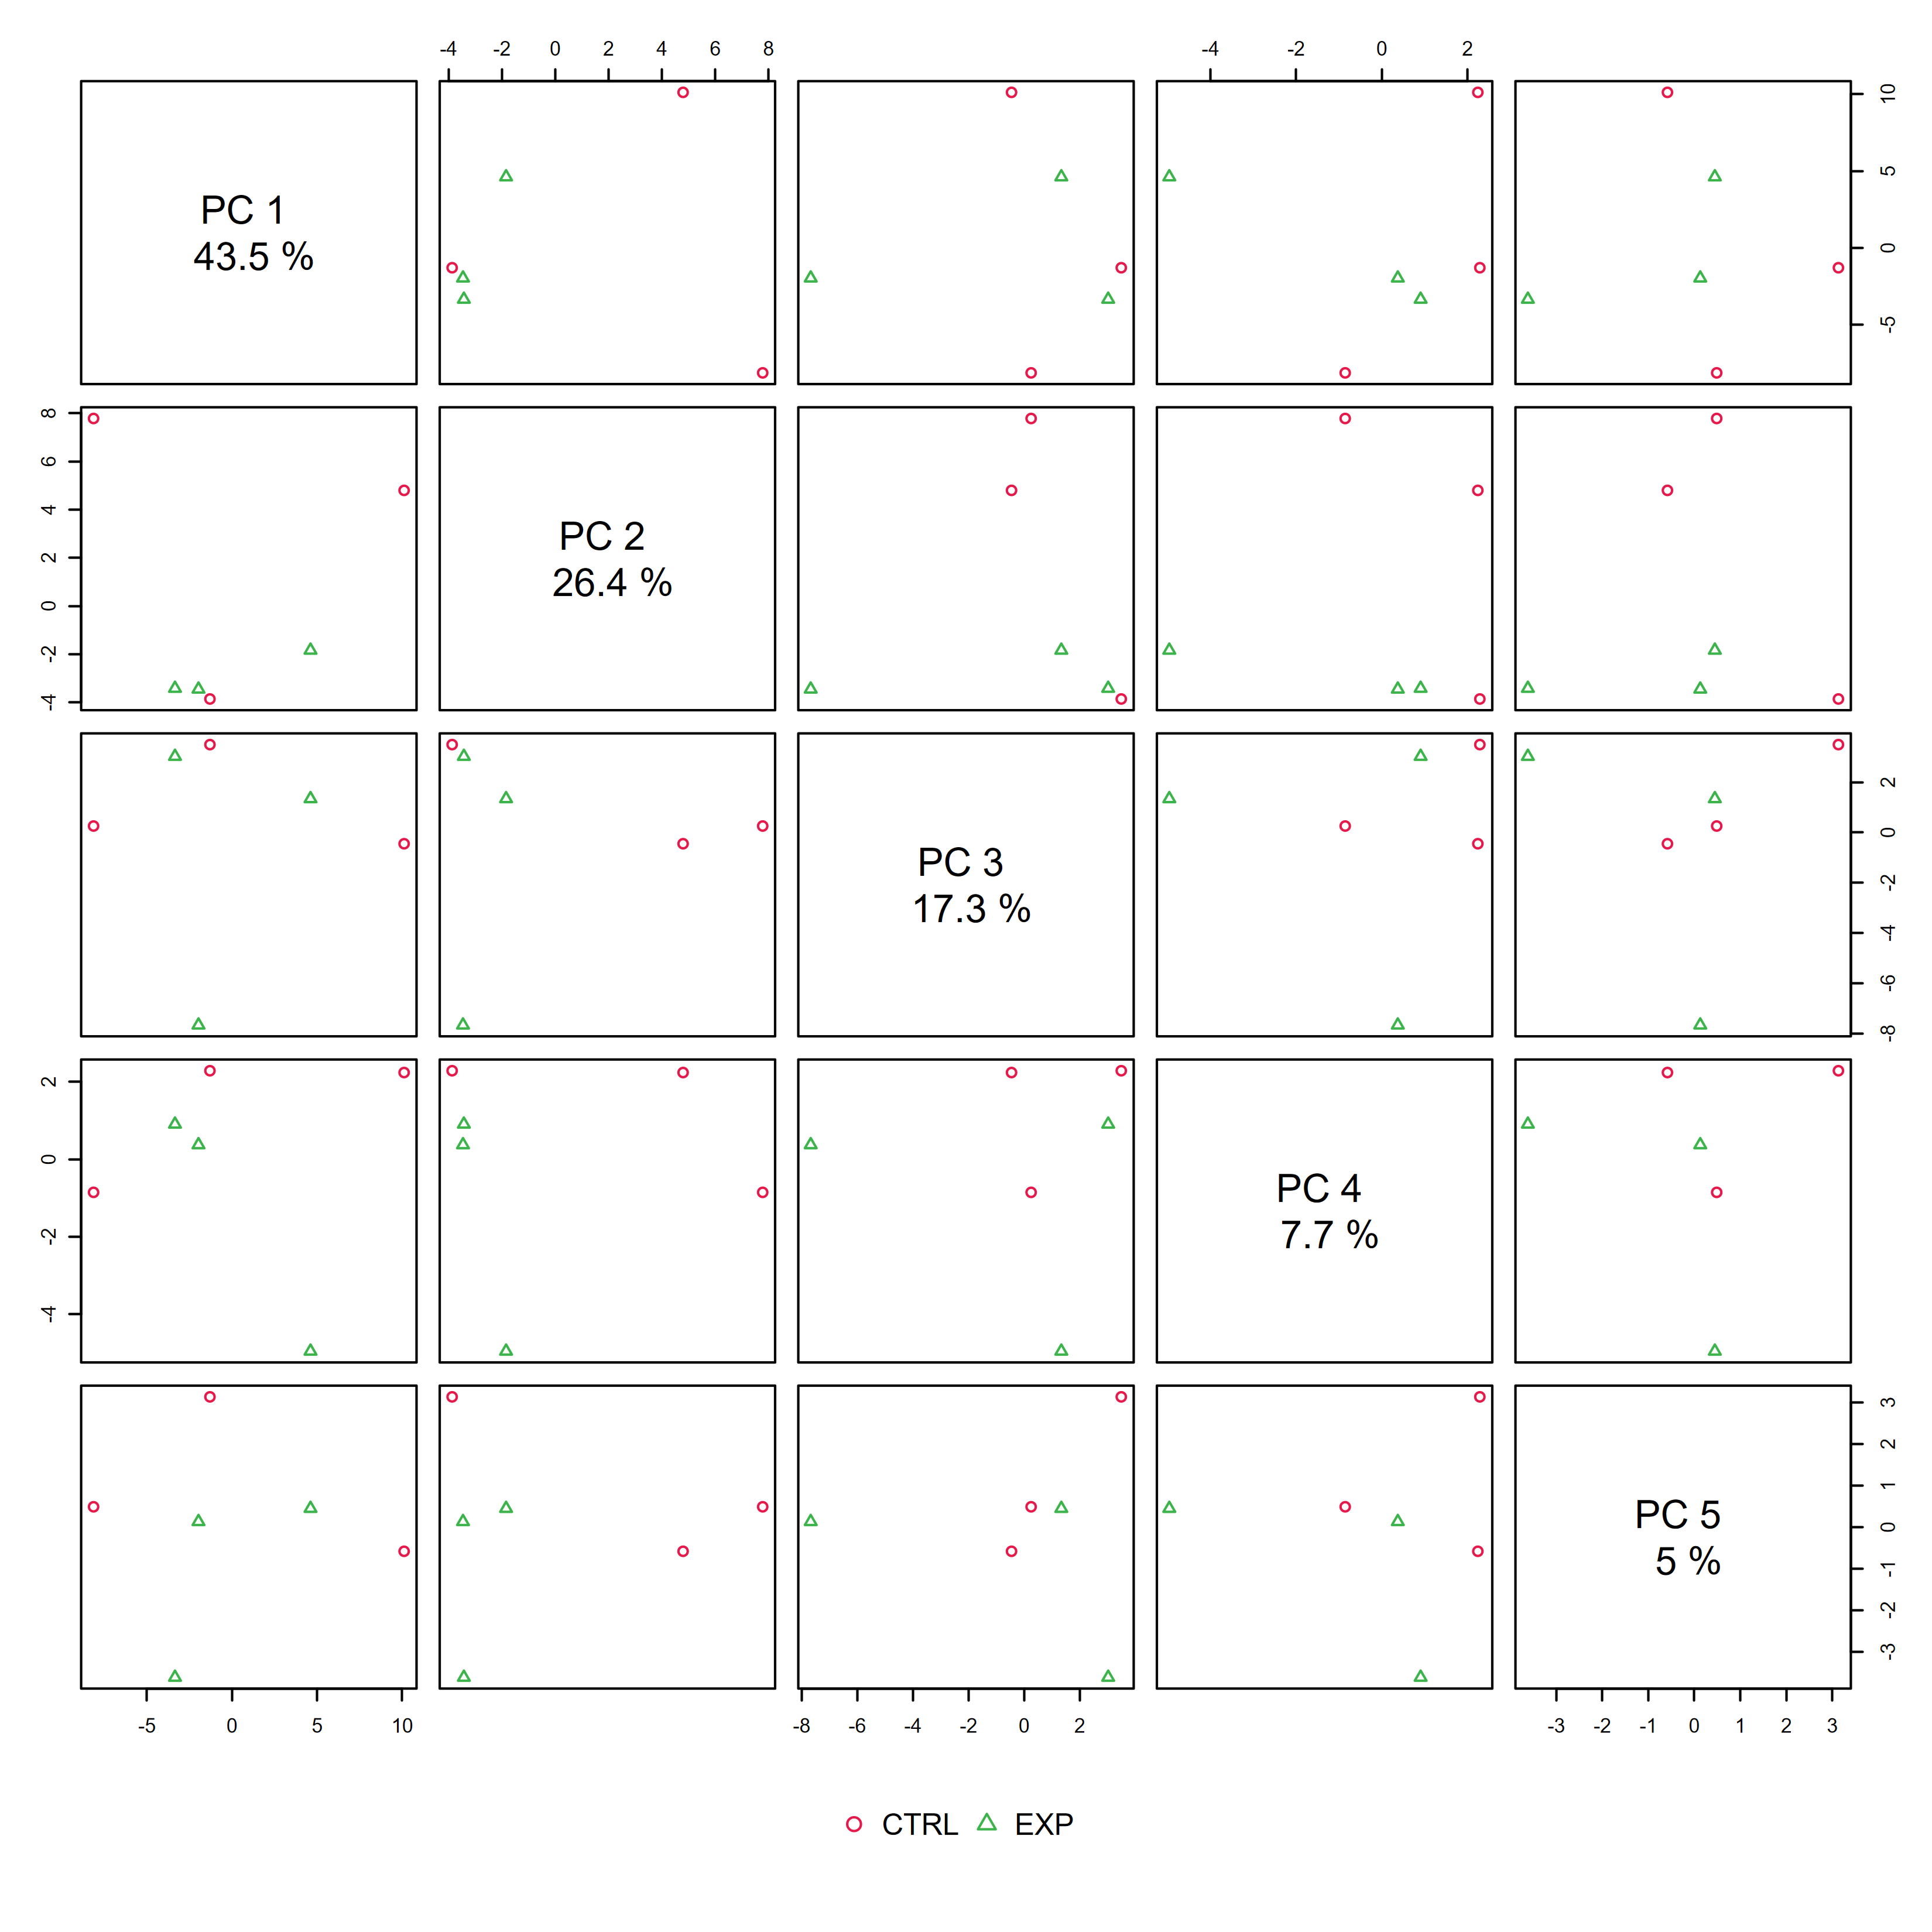 -4 -2 0 2 4 6 8
-4 -2 0 2
PC 1
43.5 %
10 5 0 -5
8 6 4 2 0 -2 -4
PC 2
26.4 %
PC 3
17.3 %
2 0 -2 -4 -6 -8
2 0 -2 -4
PC 4
7.7 %
PC 5
5 %
3 2 1 0 -1 -2 -3
-5 0 5 10
-8 -6 -4 -2 0 2
-3 -2 -1 0 1 2 3
CTRL EXP